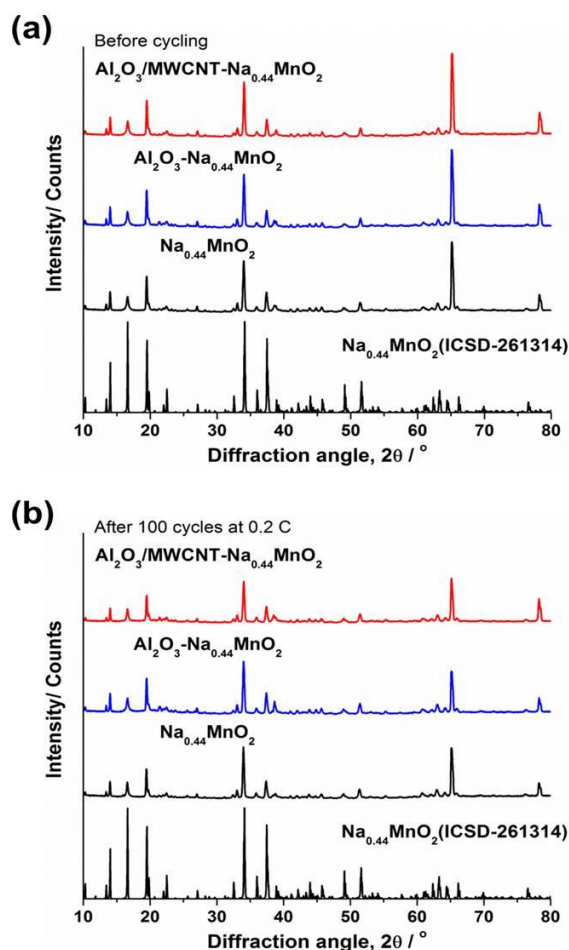 (a)
Before cycling
Al₂O₃/MWCNT-Na₀.₄₄MnO₂
Al₂O₃-Na₀.₄₄MnO₂
Na₀.₄₄MnO₂
Na₀.₄₄MnO₂(ICSD-261314)
Intensity/ Counts
10 20 30 40 50 60 70 80
Diffraction angle, 2θ / °
(b)
After 100 cycles at 0.2 C
Al₂O₃/MWCNT-Na₀.₄₄MnO₂
Al₂O₃-Na₀.₄₄MnO₂
Na₀.₄₄MnO₂
Na₀.₄₄MnO₂(ICSD-261314)
Intensity/ Counts
10 20 30 40 50 60 70 80
Diffraction angle, 2θ / °